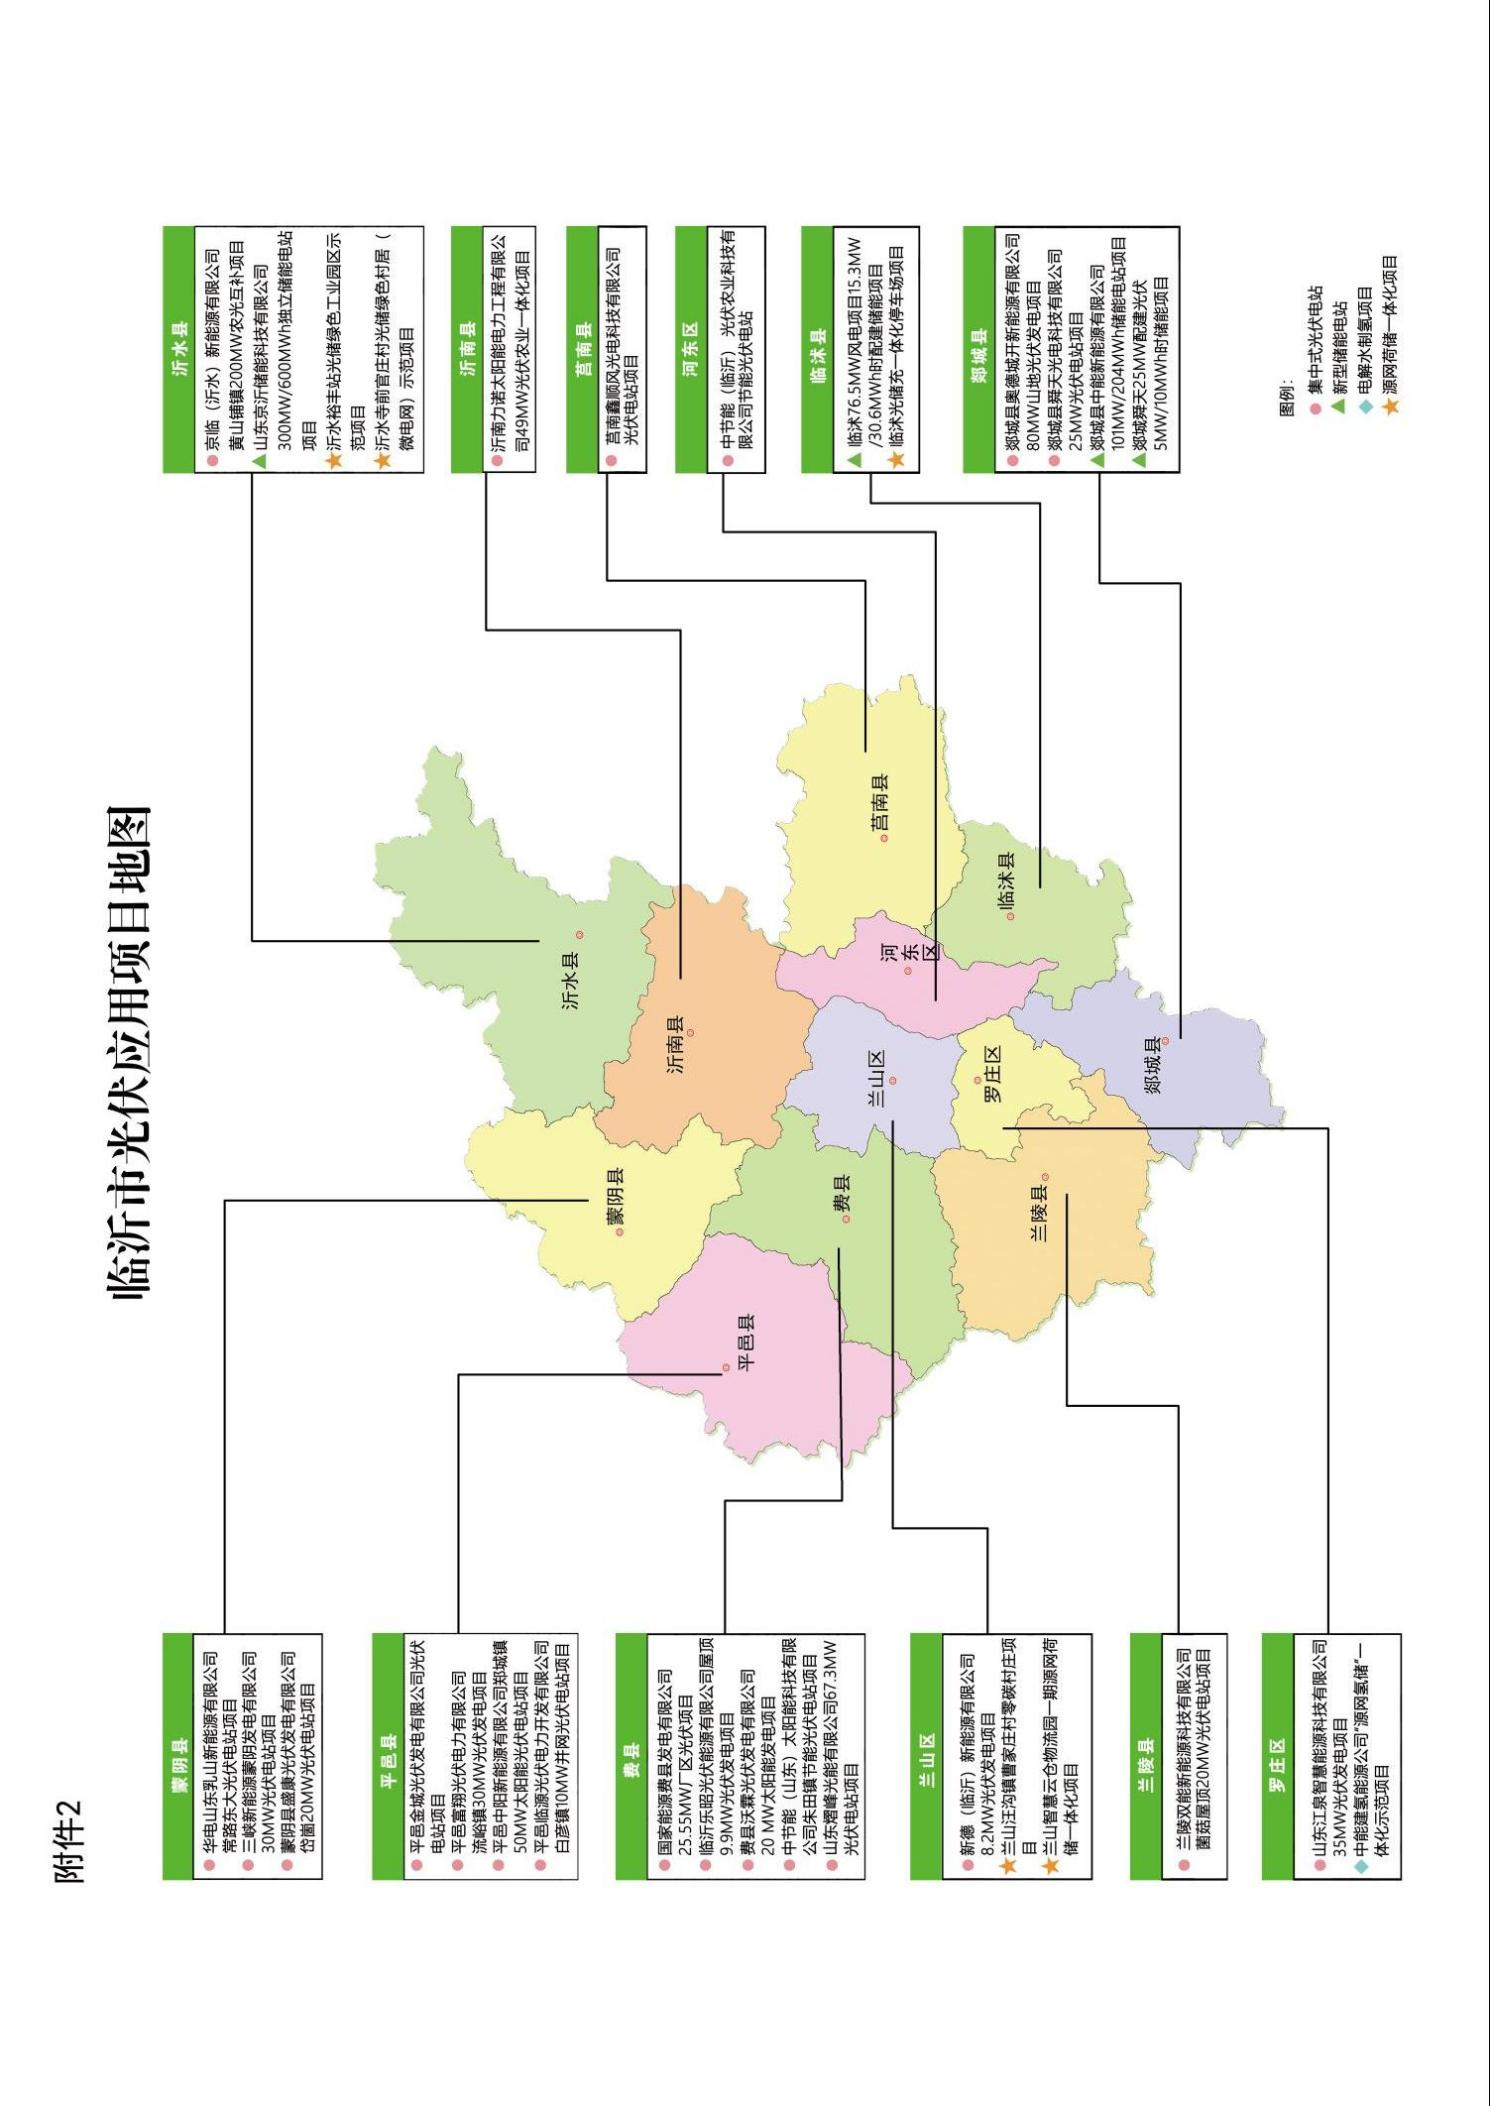 附件2
临沂市光伏应用项目地图
蒙阴县
华电山东乳山新能源有限公司
常路东大光伏电站项目
三峡新能源蒙阴发电有限公司
30MW光伏电站项目
蒙阴县盛康光伏发电有限公司
岱崮20MW光伏电站项目
平邑县
平邑金城光伏发电有限公司光伏
电站项目
平邑富翔光伏电力有限公司
流峪镇30MW光伏发电项目
平邑中阳新能源有限公司郑城镇
50MW太阳能光伏电站项目
平邑临源光伏电力开发有限公司
白彦镇10MW并网光伏电站项目
费县
国家能源费县发电有限公司
25.55MW厂区光伏项目
临沂乐昭光伏能源有限公司屋顶
9.9MW光伏发电项目
费县沃霖光伏发电有限公司
20 MW太阳能发电项目
中节能（山东）太阳能科技有限
公司朱田镇节能光伏电站项目
山东熠峰光能有限公司67.3MW
光伏电站项目
兰山区
新德（临沂）新能源有限公司
8.2MW光伏发电项目
兰山汪沟镇曹家庄村零碳村庄项
目
兰山智慧云仓物流园一期源网荷
储一体化项目
兰陵县
兰陵双能新能源科技有限公司
菌菇屋顶20MW光伏电站项目
罗庄区
山东江泉智慧能源科技有限公司
35MW光伏发电项目
中能建氢能源公司“源网氢储”一
体化示范项目
沂水县
沂南县
蒙阴县
平邑县
费县
兰山区
河
东
区
莒南县
临沭县
罗庄区
兰陵县
郯城县
沂水县
京临（沂水）新能源有限公司
黄山铺镇200MW农光互补项目
山东京沂储能科技有限公司
300MW/600MWh独立储能电站
项目
沂水裕丰站光储绿色工业园区示
范项目
沂水寺前官庄村光储绿色村居（
微电网）示范项目
沂南县
沂南力诺太阳能电力工程有限公
司49MW光伏农业一体化项目
莒南县
莒南鑫顺风光电科技有限公司
光伏电站项目
河东区
中节能（临沂） 光伏农业科技有
限公司节能光伏电站
临沭县
临沭76.5MW风电项目15.3MW
/30.6MWh时配建储能项目
临沭光储充一体化停车场项目
郯城县
郯城县奥德城开新能源有限公司
80MW山地光伏发电项目
郯城县舜天光电科技有限公司
25MW光伏电站项目
郯城县中能新新能源有限公司
101MW/204MWh储能电站项目
郯城舜天25MW配建光伏
5MW/10MWh时储能项目
图例：
集中式光伏电站
新型储能电站
电解水制氢项目
源网荷储一体化项目